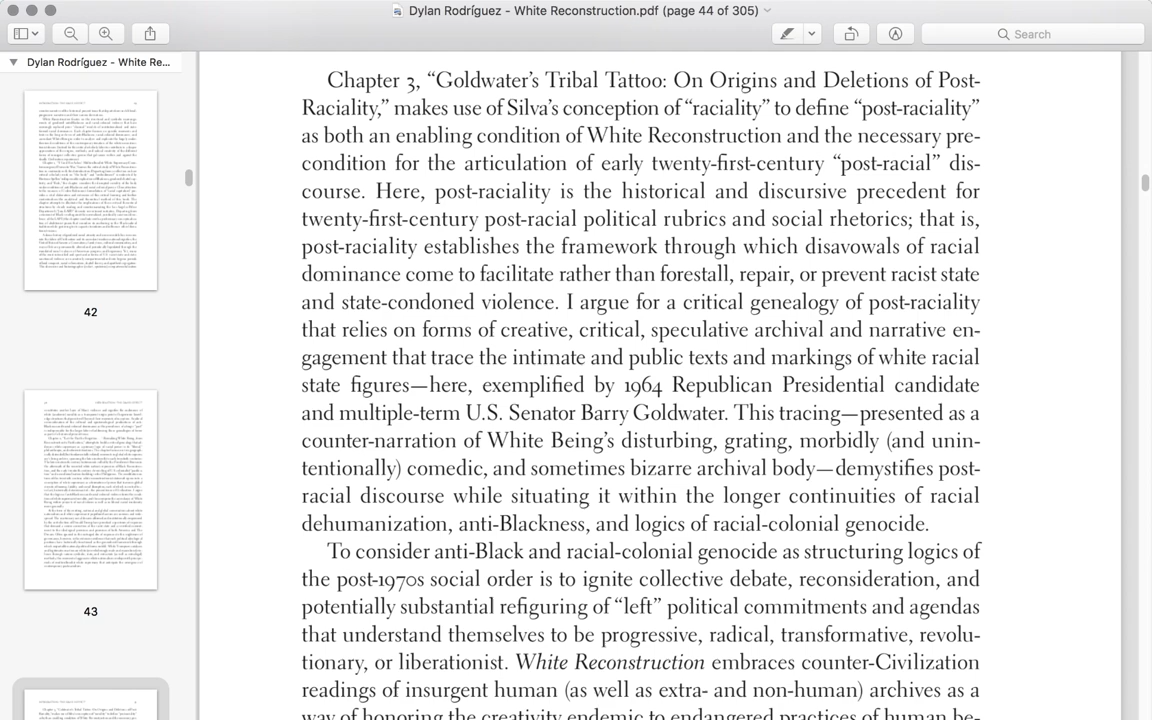 Dylan Rodríguez - White Reconstruction.pdf (page 44 of 305)
Search
Dylan Rodríguez - White Re...
42
43
Chapter 3, “Goldwater’s Tribal Tattoo: On Origins and Deletions of Post-
Raciality,” makes use of Silva’s conception of “raciality” to define “post-raciality”
as both an enabling condition of White Reconstruction and the necessary pre-
condition for the articulation of early twenty-first-century “post-racial” dis-
course. Here, post-raciality is the historical and discursive precedent for
twenty-first-century post-racial political rubrics and social rhetorics; that is,
post-raciality establishes the framework through which disavowals of racial
dominance come to facilitate rather than forestall, repair, or prevent racist state
and state-condoned violence. I argue for a critical genealogy of post-raciality
that relies on forms of creative, critical, speculative archival and narrative en-
gagement that trace the intimate and public texts and markings of white racial
state figures—here, exemplified by 1964 Republican Presidential candidate
and multiple-term U.S. Senator Barry Goldwater. This tracing—presented as a
counter-narration of White Being’s disturbing, grating, morbidly (and unin-
tentionally) comedic, and sometimes bizarre archival body—demystifies post-
racial discourse while situating it within the longer continuities of racial
dehumanization, anti-Blackness, and logics of racial-colonial genocide.
To consider anti-Black and racial-colonial genocide as structuring logics of
the post-1970s social order is to ignite collective debate, reconsideration, and
potentially substantial refiguring of “left” political commitments and agendas
that understand themselves to be progressive, radical, transformative, revolu-
tionary, or liberationist. White Reconstruction embraces counter-Civilization
readings of insurgent human (as well as extra- and non-human) archives as a
way of honoring the creativity endemic to endangered practices of human be-